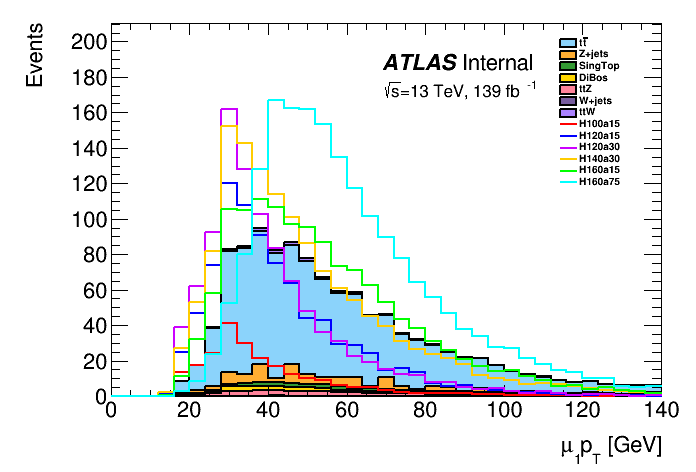 Events
200
180
160
140
120
100
80
60
40
20
0
ATLAS Internal
√s=13 TeV, 139 fb -1
tt̅
Z+jets
SingTop
DiBos
ttZ
W+jets
ttW
H100a15
H120a15
H120a30
H140a30
H160a15
H160a75
0 20 40 60 80 100 120 140
μ1pT [GeV]